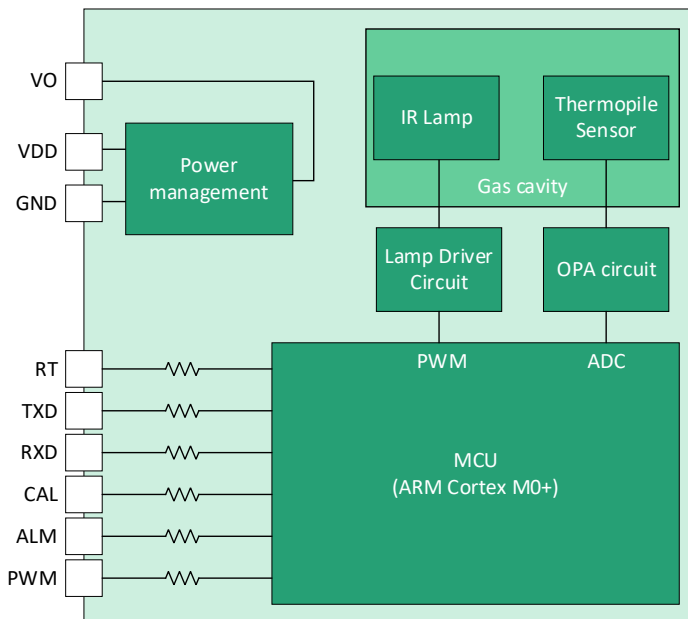 VO
VDD
GND
Power
management
IR Lamp
Thermopile
Sensor
Gas cavity
Lamp Driver
Circuit
OPA circuit
RT
TXD
RXD
CAL
ALM
PWM
PWM
ADC
MCU
(ARM Cortex M0+)